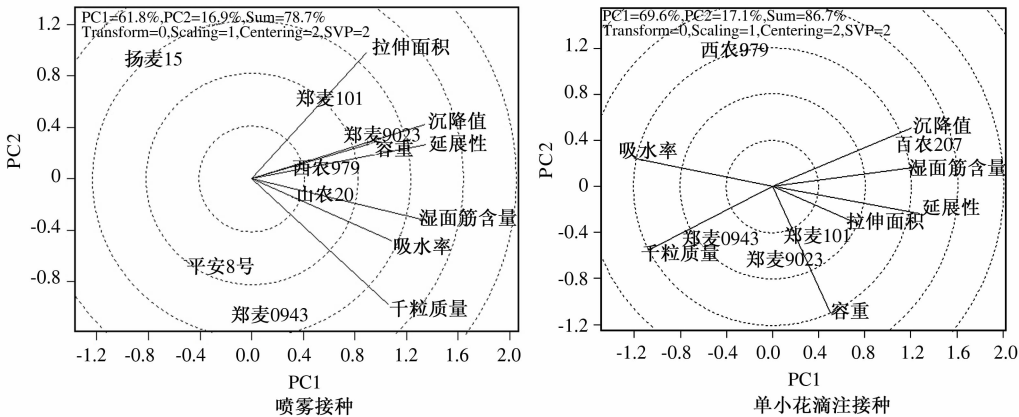 PC1=61.8%,PC2=16.9%,Sum=78.7%
Transform=0,Scaling=1,Centering=2,SVP=2
1.2
0.8
0.4
0
-0.4
-0.8
PC2
扬麦15
拉伸面积
郑麦101
沉降值
郑麦9023
延展性
容重
西农979
山农20
湿面筋含量
吸水率
平安8号
千粒质量
郑麦0943
-1.2
-0.8
-0.4
0.0
0.4
0.8
1.2
1.6
2.0
PC1
喷雾接种
PC1=69.6%,PC2=17.1%,Sum=86.7%
Transform=0,Scaling=1,Centering=2,SVP=2
1.2
0.8
0.4
0
-0.4
-0.8
-1.2
PC2
西农979
沉降值
百农207
吸水率
湿面筋含量
延展性
拉伸面积
郑麦101
郑麦0943
千粒质量
郑麦9023
容重
-1.2
-0.8
-0.4
0.0
0.4
0.8
1.2
1.6
2.0
PC1
单小花滴注接种